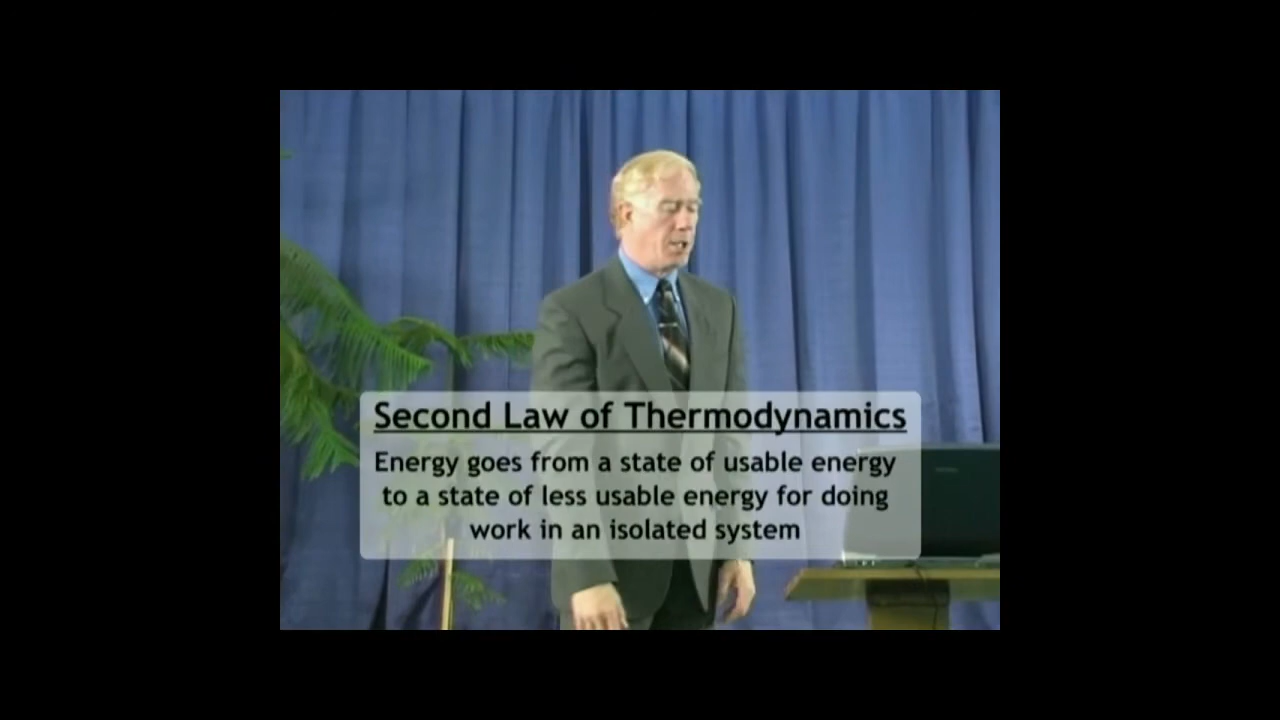 Second Law of Thermodynamics
Energy goes from a state of usable energy
to a state of less usable energy for doing
work in an isolated system